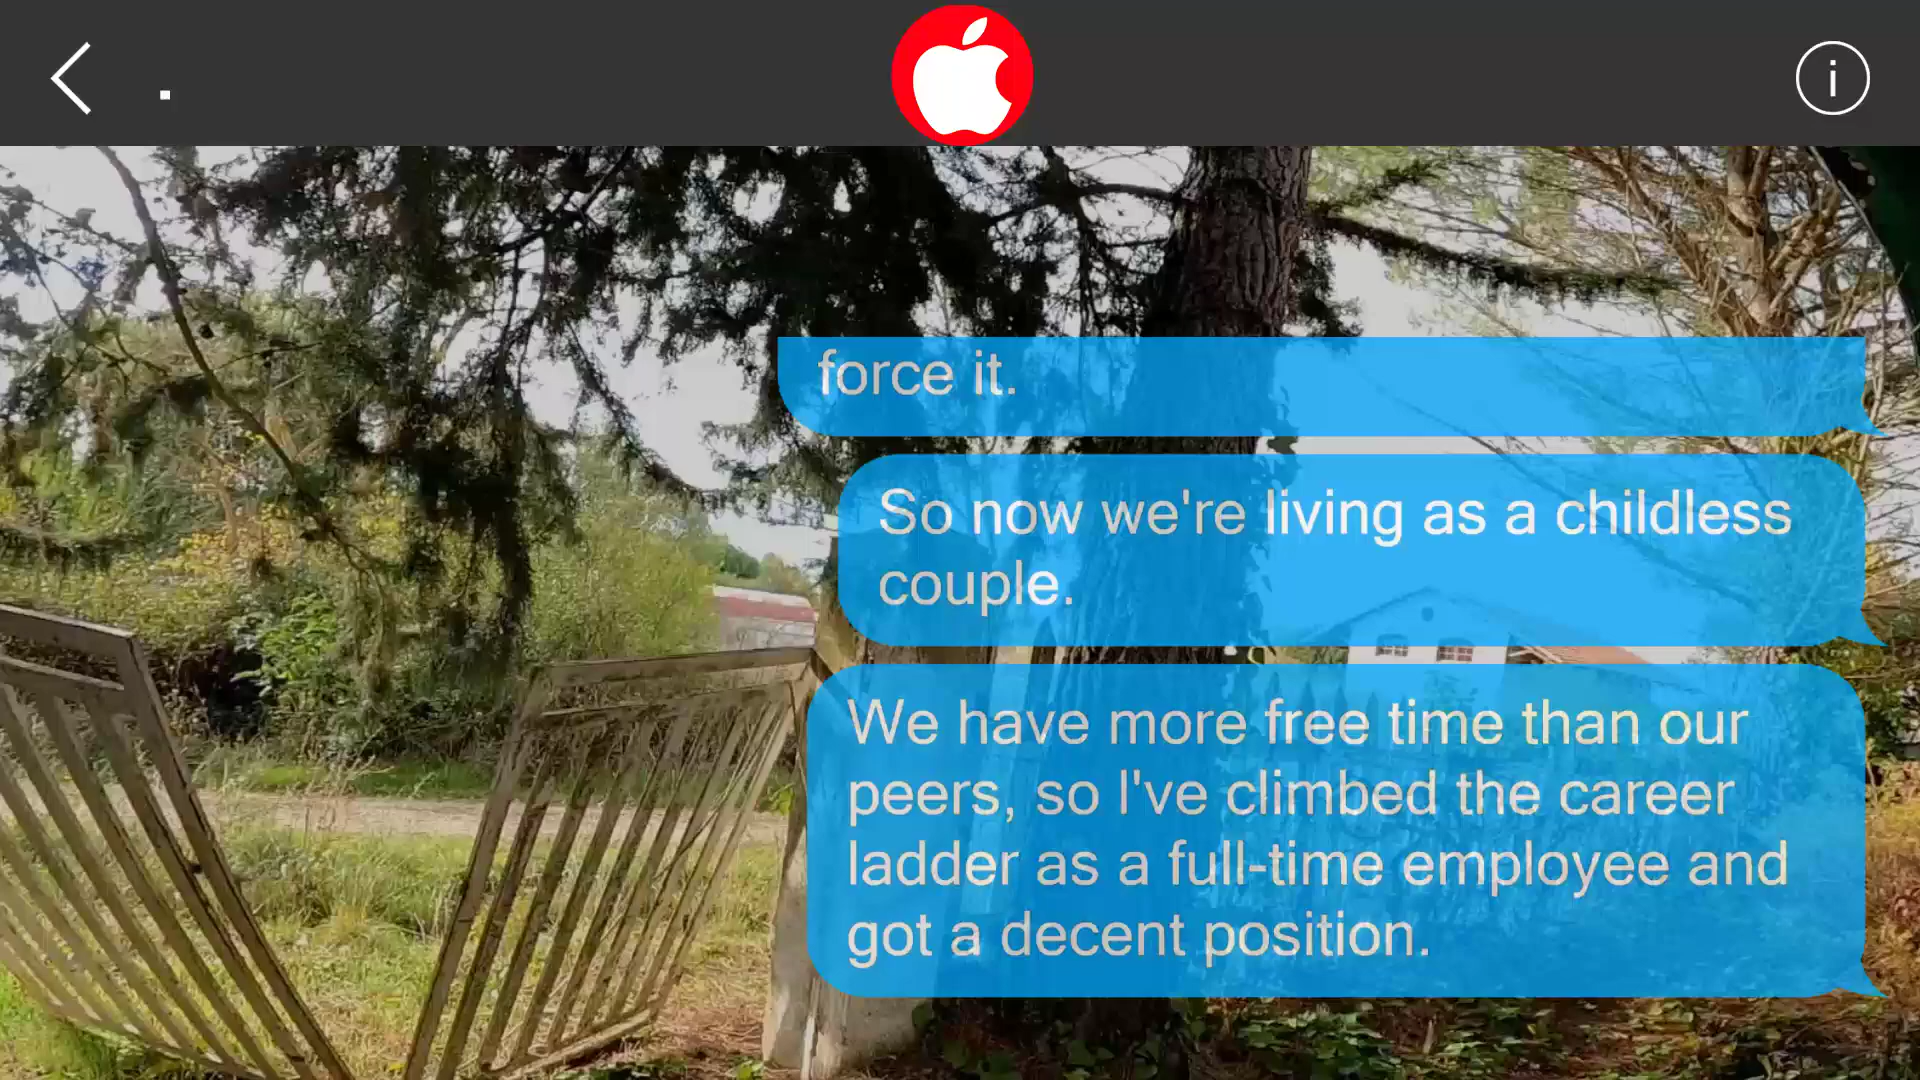 .
force it.
So now we're living as a childless
couple.
We have more free time than our
peers, so I've climbed the career
ladder as a full-time employee and
got a decent position.